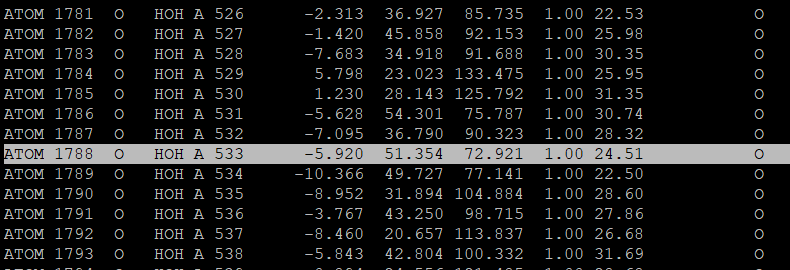 ATOM 1781 O HOH A 526 -2.313 36.927 85.735 1.00 22.53 O
ATOM 1782 O HOH A 527 -1.420 45.858 92.153 1.00 25.98 O
ATOM 1783 O HOH A 528 -7.683 34.918 91.688 1.00 30.35 O
ATOM 1784 O HOH A 529 5.798 23.023 133.475 1.00 25.95 O
ATOM 1785 O HOH A 530 1.230 28.143 125.792 1.00 31.35 O
ATOM 1786 O HOH A 531 -5.628 54.301 75.787 1.00 30.74 O
ATOM 1787 O HOH A 532 -7.095 36.790 90.323 1.00 28.32 O
ATOM 1788 O HOH A 533 -5.920 51.354 72.921 1.00 24.51 O
ATOM 1789 O HOH A 534 -10.366 49.727 77.141 1.00 22.50 O
ATOM 1790 O HOH A 535 -8.952 31.894 104.884 1.00 28.60 O
ATOM 1791 O HOH A 536 -3.767 43.250 98.715 1.00 27.86 O
ATOM 1792 O HOH A 537 -8.460 20.657 113.837 1.00 26.68 O
ATOM 1793 O HOH A 538 -5.843 42.804 100.332 1.00 31.69 O